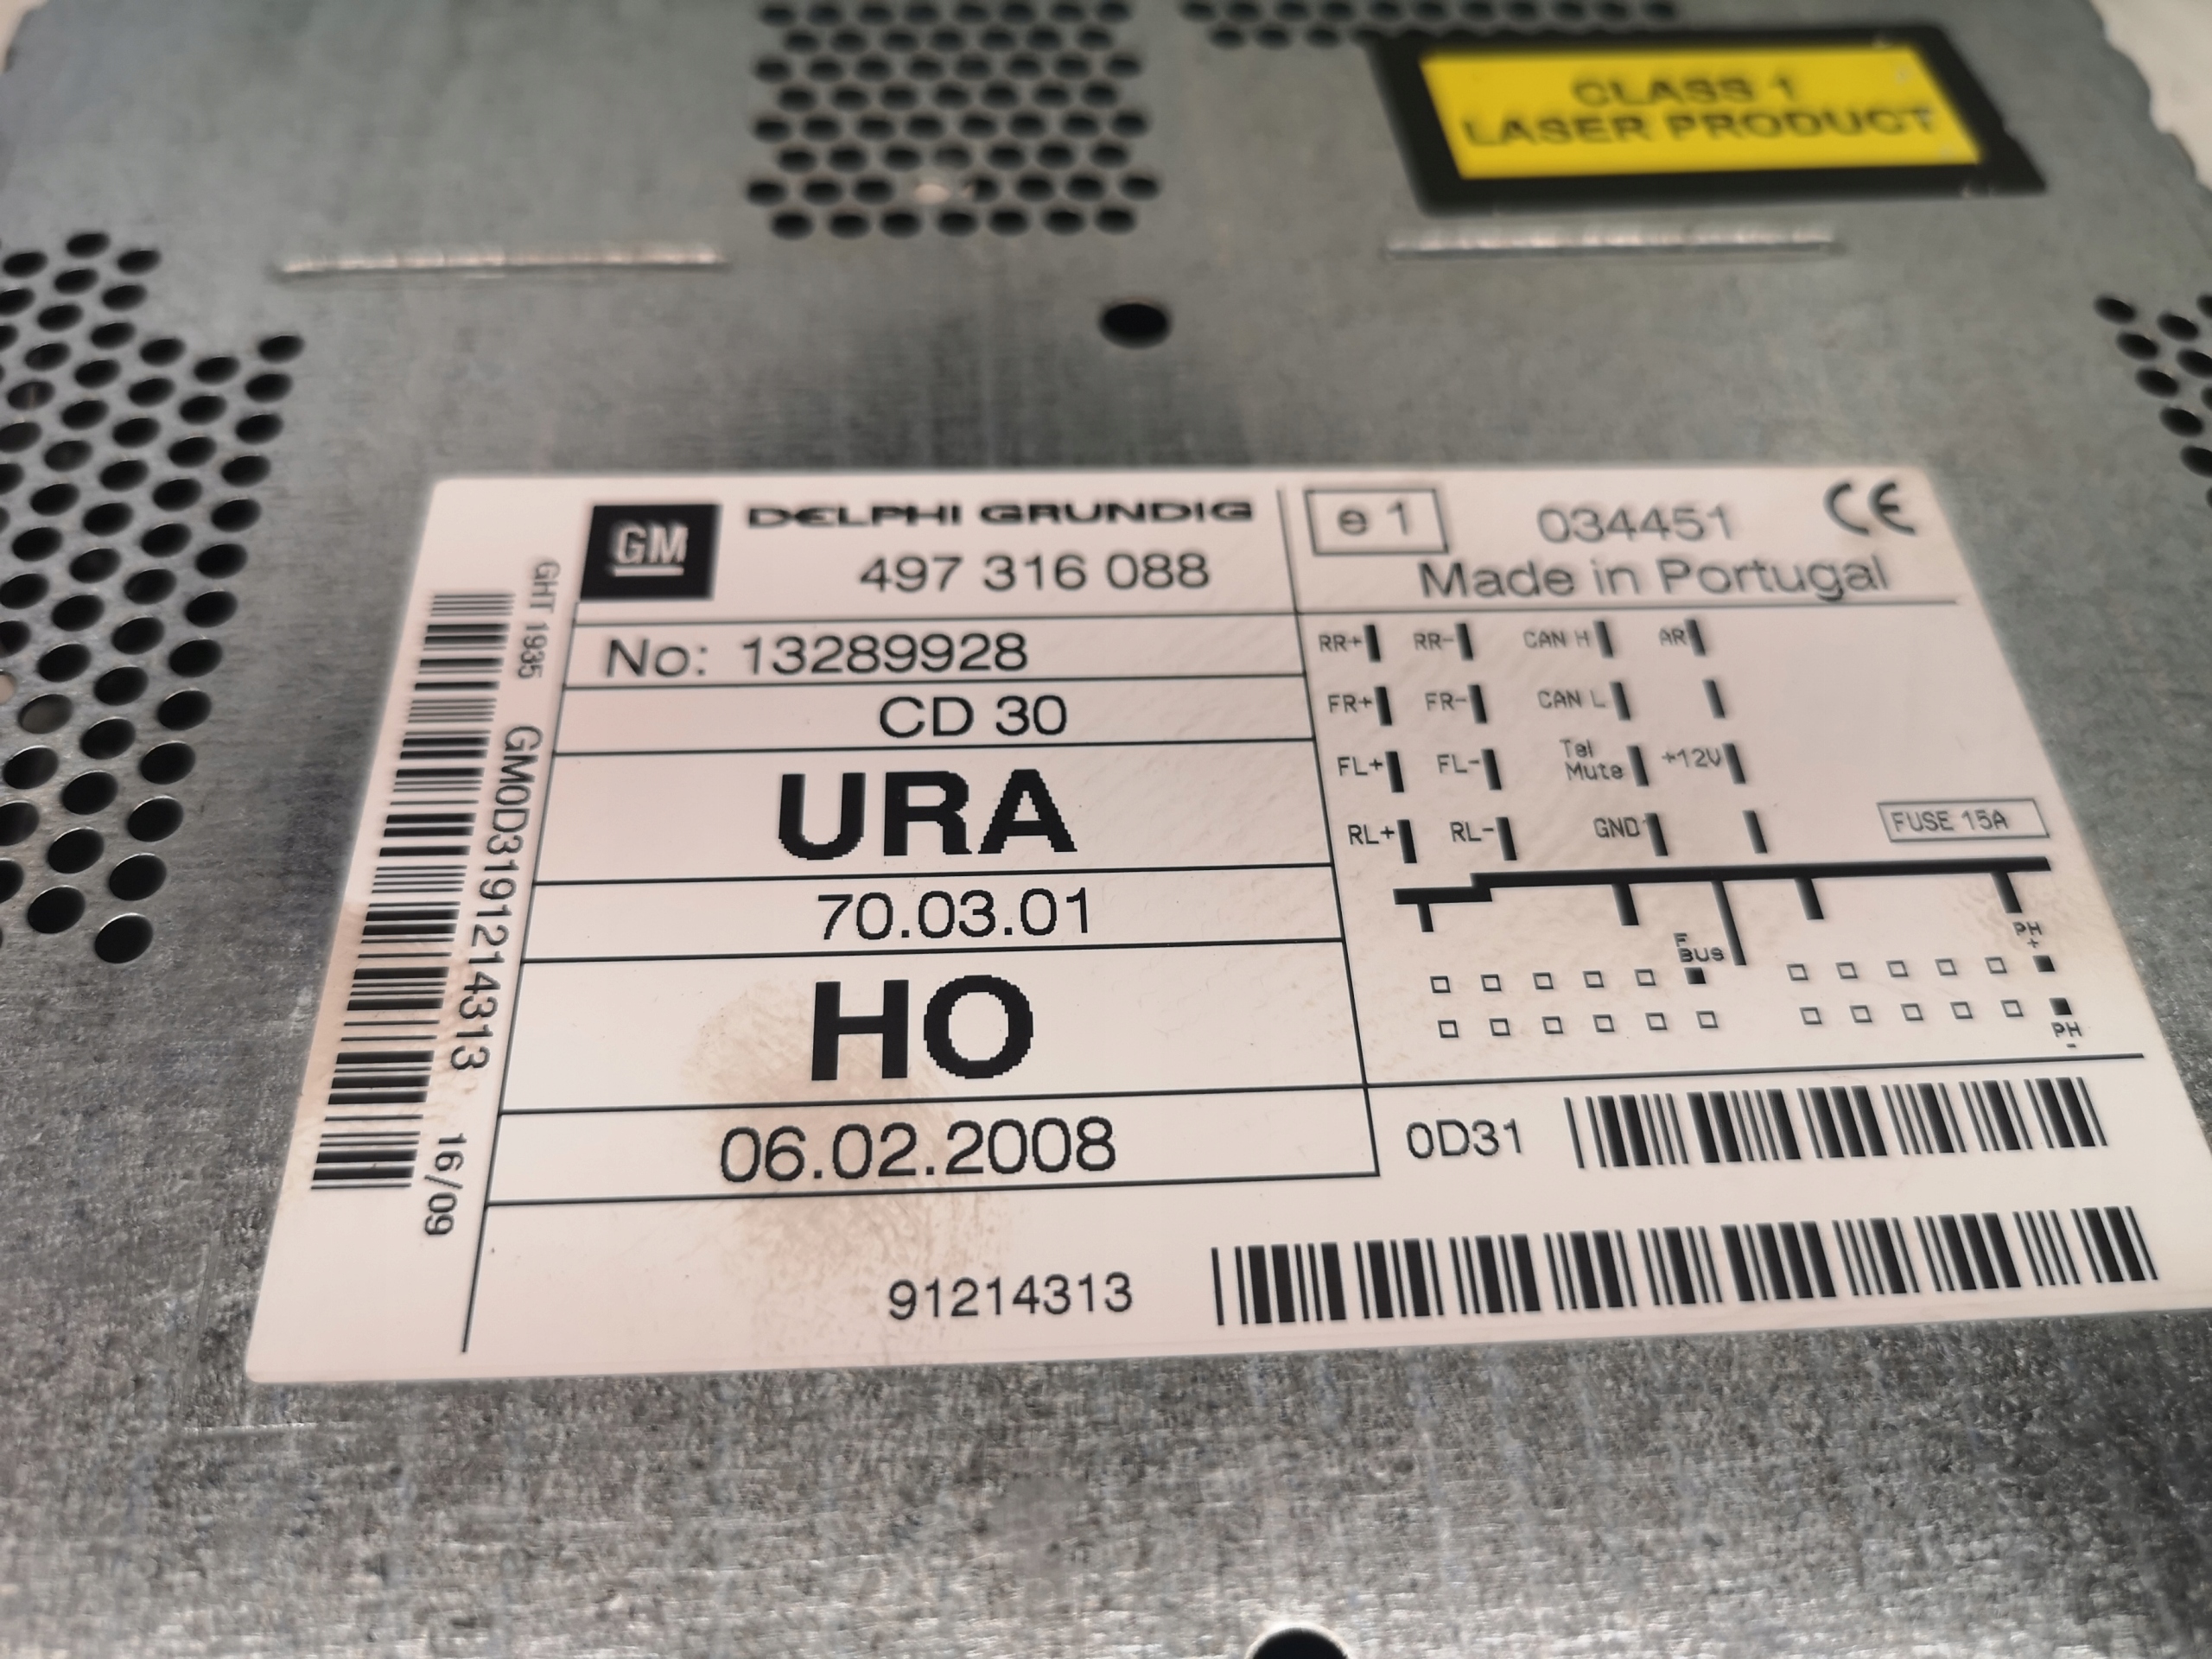 CLASS 1
LASER PRODUCT
GM
DELPHI GRUNDIG
497 316 088
e 1
034451
CE
Made in Portugal
No: 13289928
CD 30
URA
70.03.01
HO
06.02.2008
RR+ RR- CAN H AR
FR+ FR- CAN L
FL+ FL- Tel Mute +12V
RL+ RL- GND
FUSE 15A
F
BUS
PH
+
PH
-
0D31
91214313
GHT 1935
GM0D3191214313
16/09